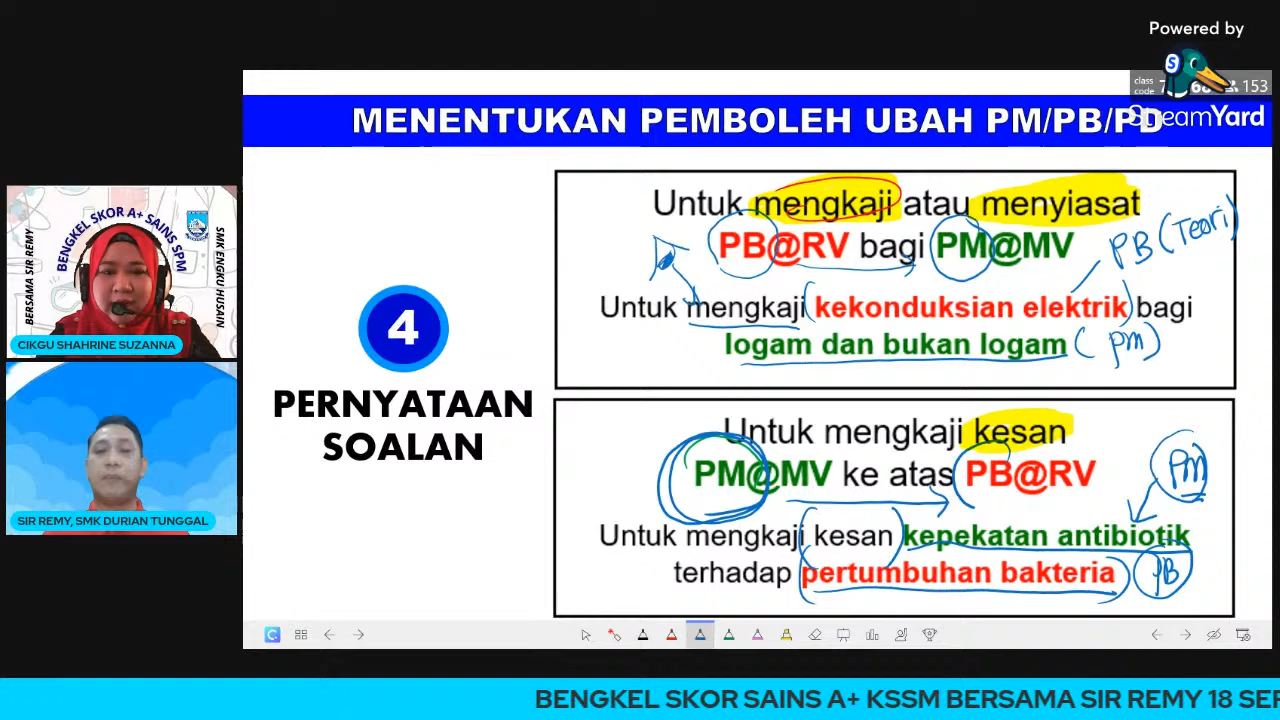 Powered by
StreamYard
class code
153
MENENTUKAN PEMBOLEH UBAH PM/PB/PD
BENGKEL SKOR A+ SAINS SPM
BERSAMA SIR REMY
SMK ENGKU HUSAIN
CIKGU SHAHRINE SUZANNA
SIR REMY, SMK DURIAN TUNGGAL
4
PERNYATAAN
SOALAN
Untuk mengkaji atau menyiasat
PB@RV bagi PM@MV
PB (Teori)
Untuk mengkaji kekonduksian elektrik bagi
logam dan bukan logam (PM)
Untuk mengkaji kesan
PM@MV ke atas PB@RV
PM
Untuk mengkaji kesan kepekatan antibiotik
terhadap pertumbuhan bakteria PB
BENGKEL SKOR SAINS A+ KSSM BERSAMA SIR REMY 18 SE